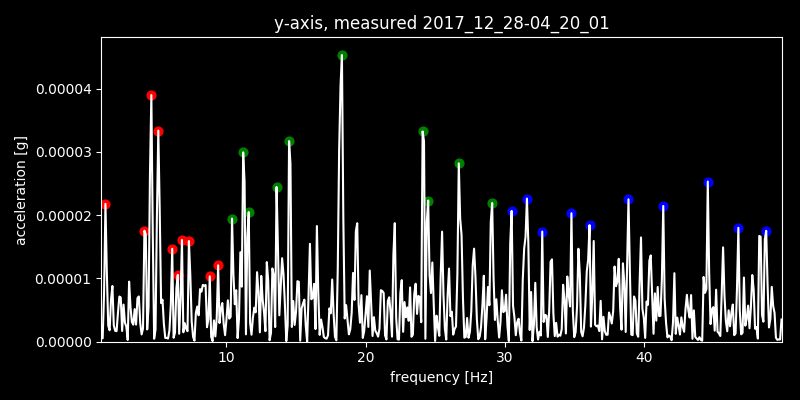 y-axis, measured 2017_12_28-04_20_01
acceleration [g]
0.00004
0.00003
0.00002
0.00001
0.00000
10 20 30 40
frequency [Hz]